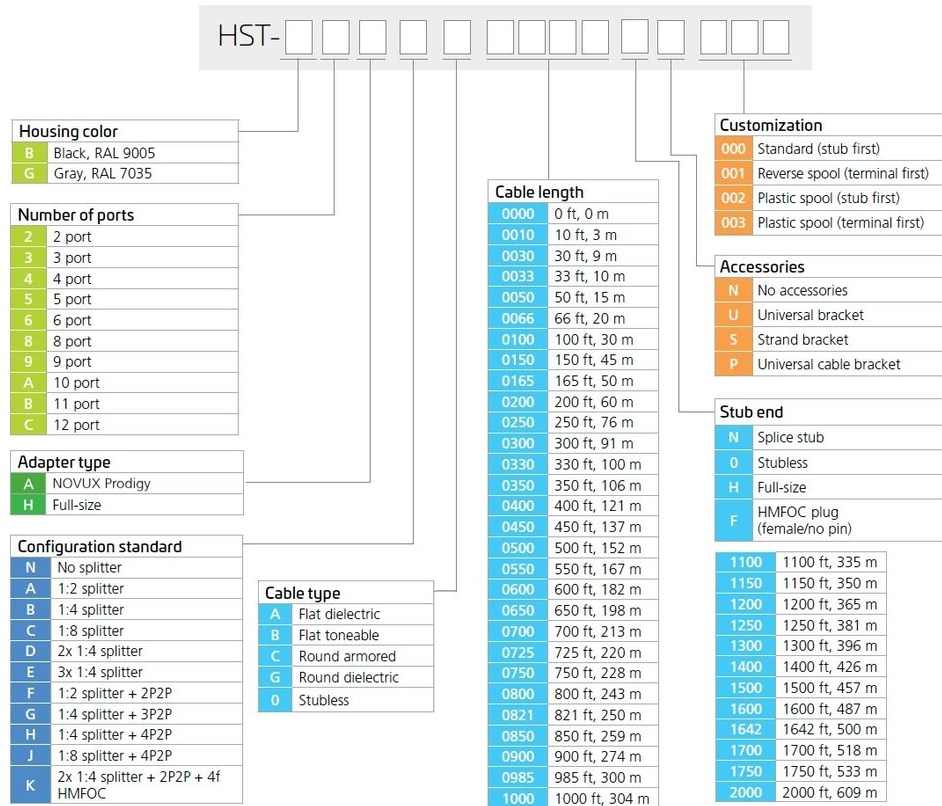 HST-
Housing color
B Black, RAL 9005
G Gray, RAL 7035
Number of ports
2 2 port
3 3 port
4 4 port
5 5 port
6 6 port
8 8 port
9 9 port
A 10 port
B 11 port
C 12 port
Adapter type
A NOVUX Prodigy
H Full-size
Configuration standard
N No splitter
A 1:2 splitter
B 1:4 splitter
C 1:8 splitter
D 2x 1:4 splitter
E 3x 1:4 splitter
F 1:2 splitter + 2P2P
G 1:4 splitter + 3P2P
H 1:4 splitter + 4P2P
J 1:8 splitter + 4P2P
K 2x 1:4 splitter + 2P2P + 4f
HMFOC
Cable type
A Flat dielectric
B Flat toneable
C Round armored
G Round dielectric
0 Stubless
Cable length
0000 0 ft, 0 m
0010 10 ft, 3 m
0030 30 ft, 9 m
0033 33 ft, 10 m
0050 50 ft, 15 m
0066 66 ft, 20 m
0100 100 ft, 30 m
0150 150 ft, 45 m
0165 165 ft, 50 m
0200 200 ft, 60 m
0250 250 ft, 76 m
0300 300 ft, 91 m
0330 330 ft, 100 m
0350 350 ft, 106 m
0400 400 ft, 121 m
0450 450 ft, 137 m
0500 500 ft, 152 m
0550 550 ft, 167 m
0600 600 ft, 182 m
0650 650 ft, 198 m
0700 700 ft, 213 m
0725 725 ft, 220 m
0750 750 ft, 228 m
0800 800 ft, 243 m
0821 821 ft, 250 m
0850 850 ft, 259 m
0900 900 ft, 274 m
0985 985 ft, 300 m
1000 1000 ft, 304 m
1100 1100 ft, 335 m
1150 1150 ft, 350 m
1200 1200 ft, 365 m
1250 1250 ft, 381 m
1300 1300 ft, 396 m
1400 1400 ft, 426 m
1500 1500 ft, 457 m
1600 1600 ft, 487 m
1642 1642 ft, 500 m
1700 1700 ft, 518 m
1750 1750 ft, 533 m
2000 2000 ft, 609 m
Customization
000 Standard (stub first)
001 Reverse spool (terminal first)
002 Plastic spool (stub first)
003 Plastic spool (terminal first)
Accessories
N No accessories
U Universal bracket
S Strand bracket
P Universal cable bracket
Stub end
N Splice stub
0 Stubless
H Full-size
F HMFOC plug
(female/no pin)